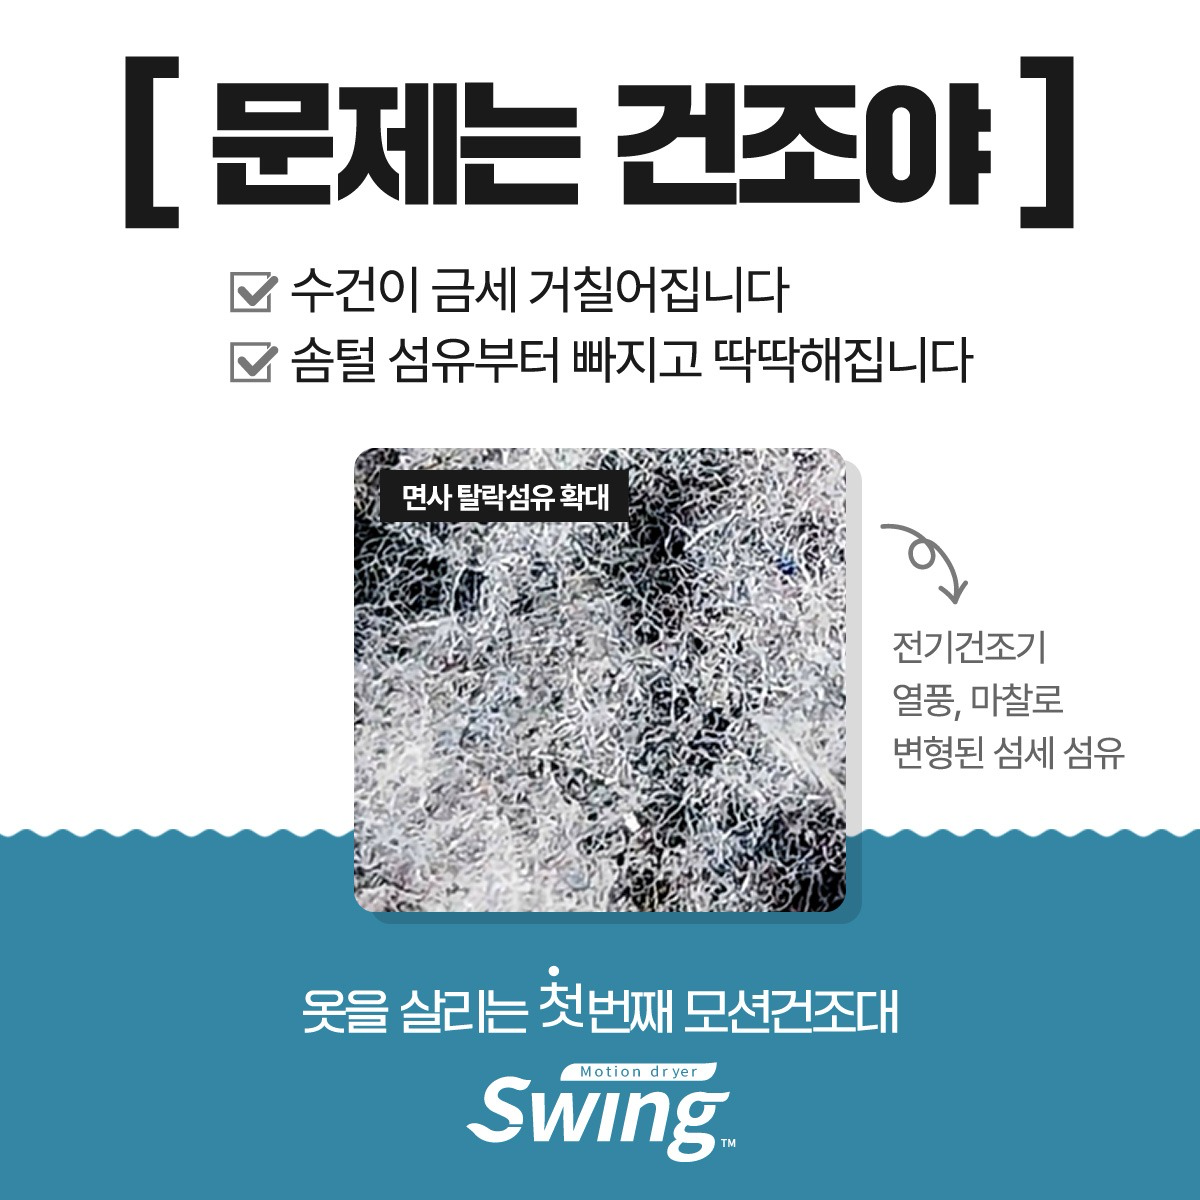 [ 문제는 건조야 ]
수건이 금세 거칠어집니다
솜털 섬유부터 빠지고 딱딱해집니다
면사 탈락섬유 확대
전기건조기
열풍, 마찰로
변형된 섬세 섬유
옷을 살리는 첫번째 모션건조대
Motion dryer
Swing™